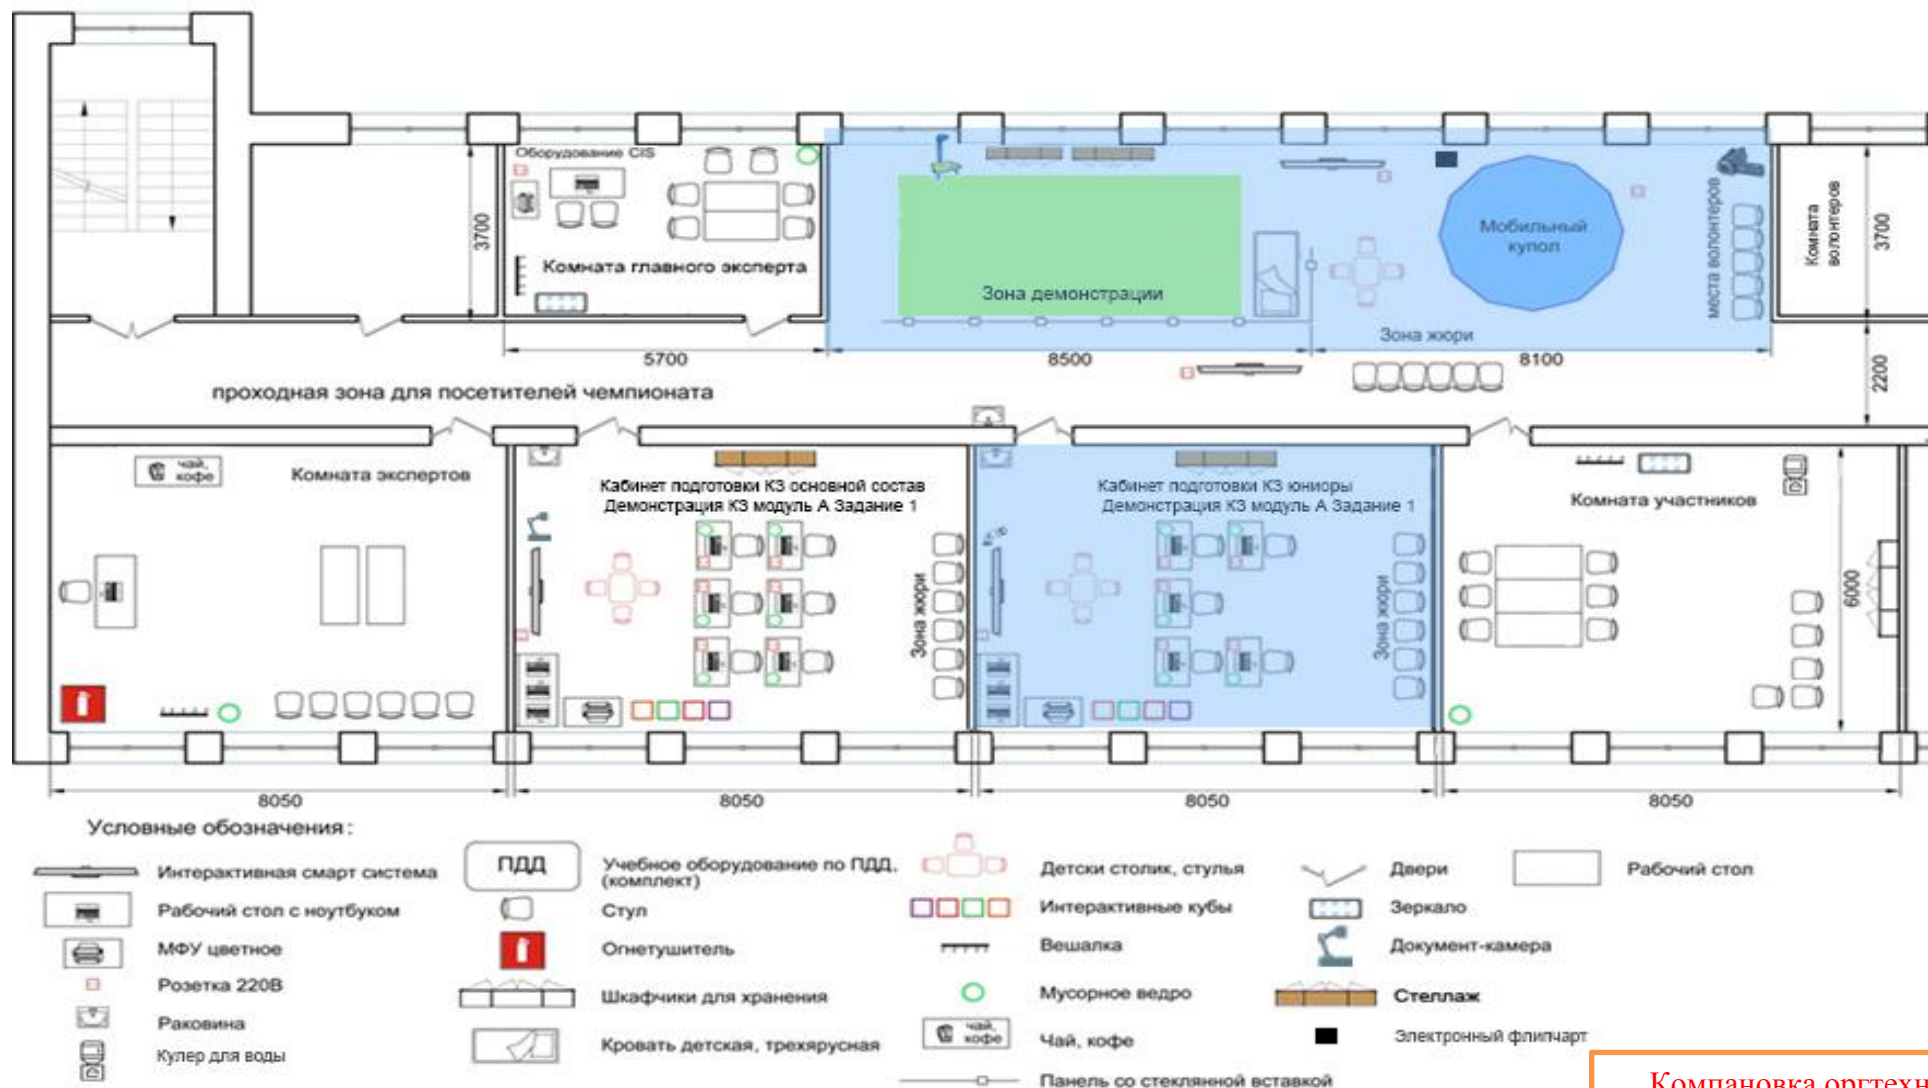 Оборудование CIS
3700
Комната главного эксперта
5700
Зона демонстрации
8500
Мобильный
купол
места волонтеров
Зона жюри
8100
Комната
волонтеров
3700
2200
проходная зона для посетителей чемпионата
чай,
кофе
Комната экспертов
Кабинет подготовки КЗ основной состав
Демонстрация КЗ модуль А Задание 1
Зона жюри
Кабинет подготовки КЗ юниоры
Демонстрация КЗ модуль А Задание 1
Зона жюри
Комната участников
6000
8050
8050
8050
8050
Условные обозначения:
Интерактивная смарт система
Рабочий стол с ноутбуком
МФУ цветное
Розетка 220В
Раковина
Кулер для воды
ПДД
Учебное оборудование по ПДД,
(комплект)
Стул
Огнетушитель
Шкафчики для хранения
Кровать детская, трехярусная
Детски столик, стулья
Интерактивные кубы
Вешалка
Мусорное ведро
чай,
кофе
Чай, кофе
Панель со стеклянной вставкой
Двери
Зеркало
Документ-камера
Стеллаж
Электронный флипчарт
Рабочий стол
Компановка оргтехн